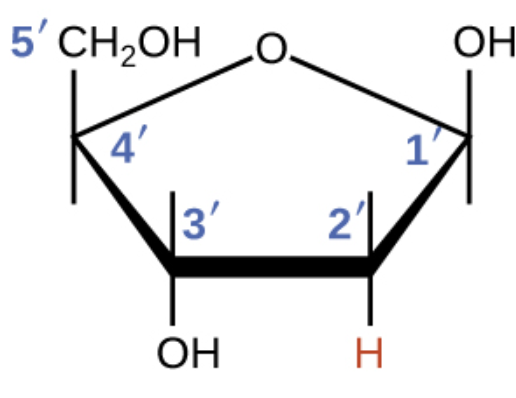 5′ CH₂OH O OH
4′ 1′
3′ 2′
OH H